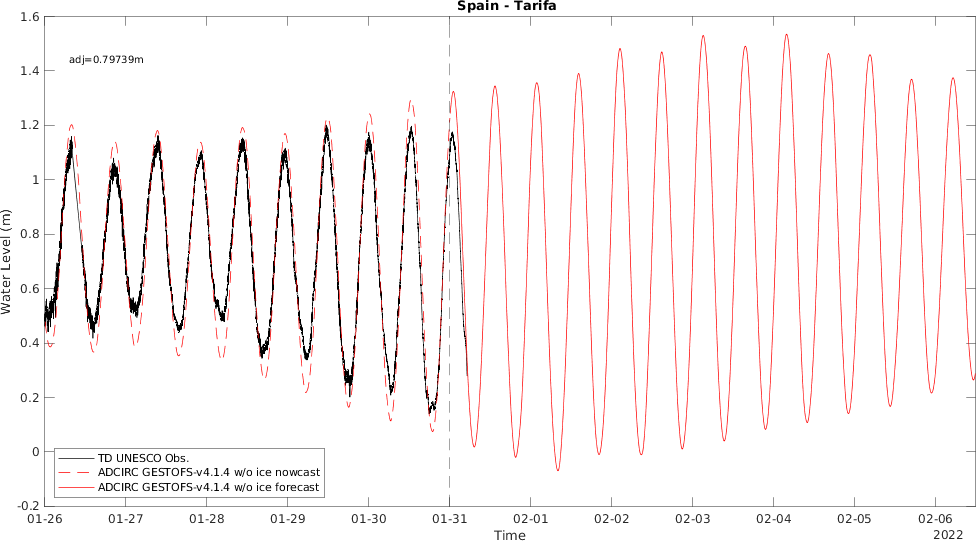 Spain - Tarifa
adj=0.79739m
Water Level (m)
1.6
1.4
1.2
1
0.8
0.6
0.4
0.2
0
-0.2
TD UNESCO Obs.
ADCIRC GESTOFS-v4.1.4 w/o ice nowcast
ADCIRC GESTOFS-v4.1.4 w/o ice forecast
01-26 01-27 01-28 01-29 01-30 01-31 02-01 02-02 02-03 02-04 02-05 02-06
Time
2022